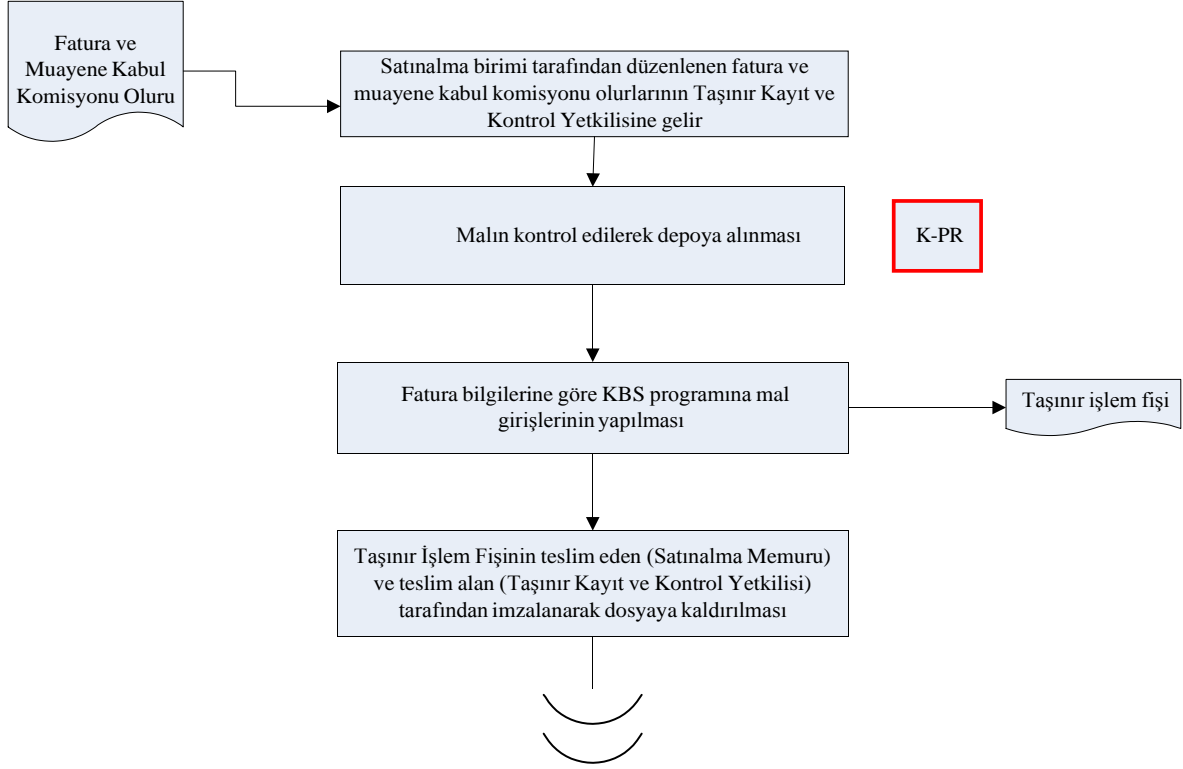 Fatura ve
Muayene Kabul
Komisyonu Oluru
Satınalma birimi tarafından düzenlenen fatura ve
muayene kabul komisyonu olurlarının Taşınır Kayıt ve
Kontrol Yetkilisine gelir
Malın kontrol edilerek depoya alınması
K-PR
Fatura bilgilerine göre KBS programına mal
girişlerinin yapılması
Taşınır işlem fişi
Taşınır İşlem Fişinin teslim eden (Satınalma Memuru)
ve teslim alan (Taşınır Kayıt ve Kontrol Yetkilisi)
tarafından imzalanarak dosyaya kaldırılması